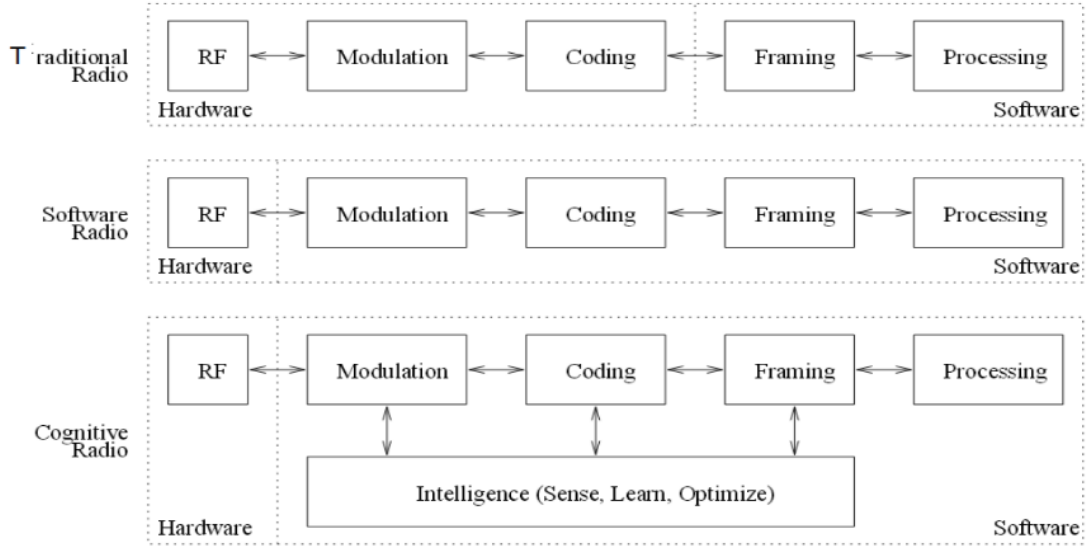 T raditional
Radio
RF
Modulation
Coding
Framing
Processing
Hardware
Software
Software
Radio
RF
Modulation
Coding
Framing
Processing
Hardware
Software
Cognitive
Radio
RF
Modulation
Coding
Framing
Processing
Intelligence (Sense, Learn, Optimize)
Hardware
Software